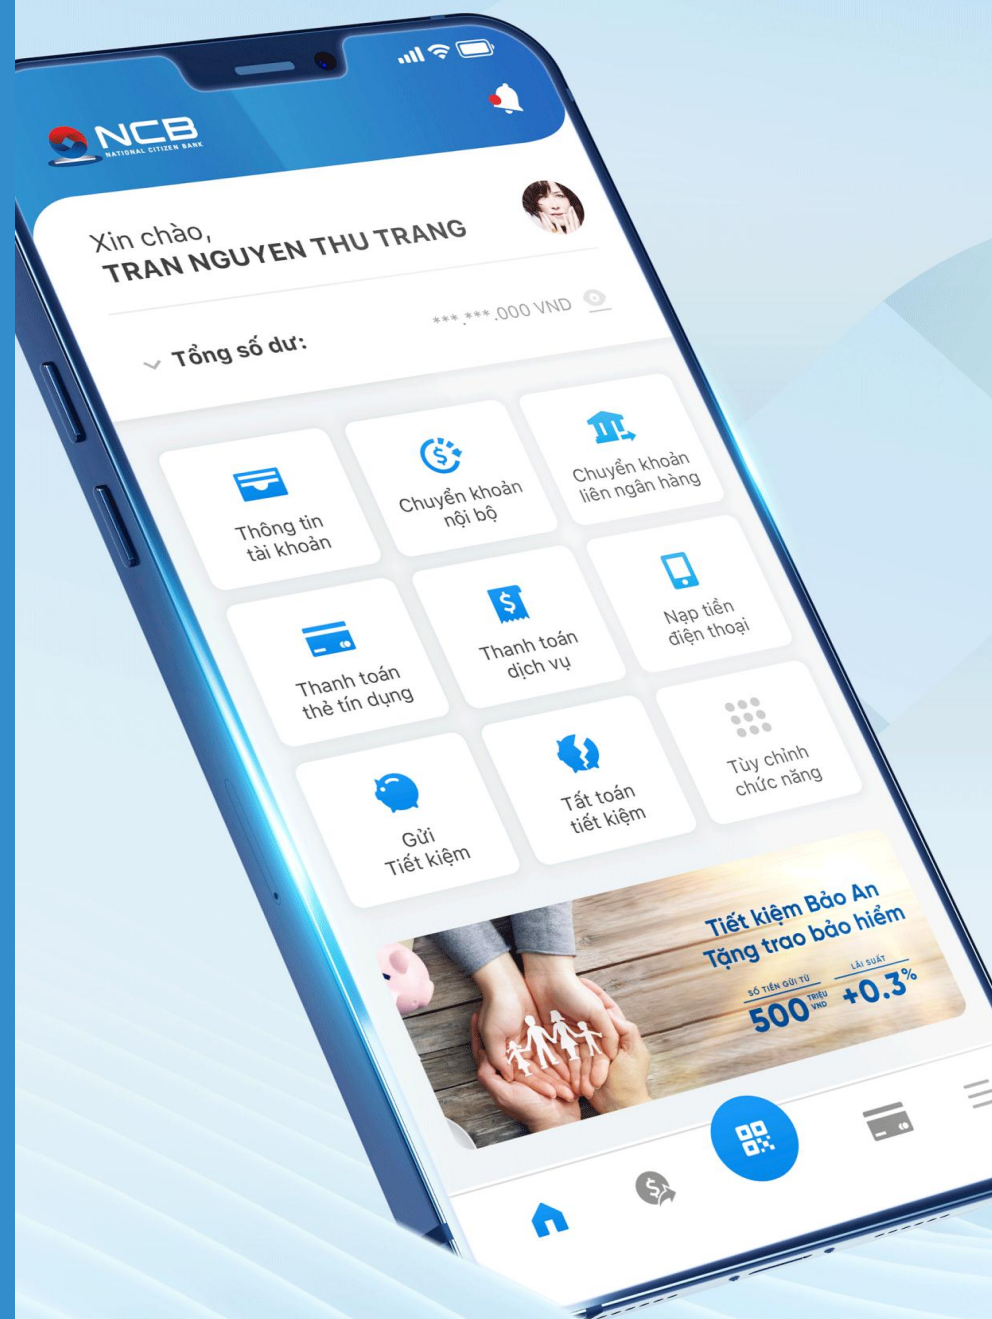 NCB
NATIONAL CITIZEN BANK
Xin chào,
TRAN NGUYEN THU TRANG
Tổng số dư:
***.***.000 VND
Thông tin
tài khoản
Chuyển khoản
nội bộ
Chuyển khoản
liên ngân hàng
Thanh toán
thẻ tín dụng
Thanh toán
dịch vụ
Nạp tiền
điện thoại
Gửi
Tiết kiệm
Tất toán
tiết kiệm
Tùy chỉnh
chức năng
Tiết kiệm Bảo An
Tặng trao bảo hiểm
SỐ TIỀN GỬI TỪ
500 TRIỆU VND
LÃI SUẤT
+0.3%